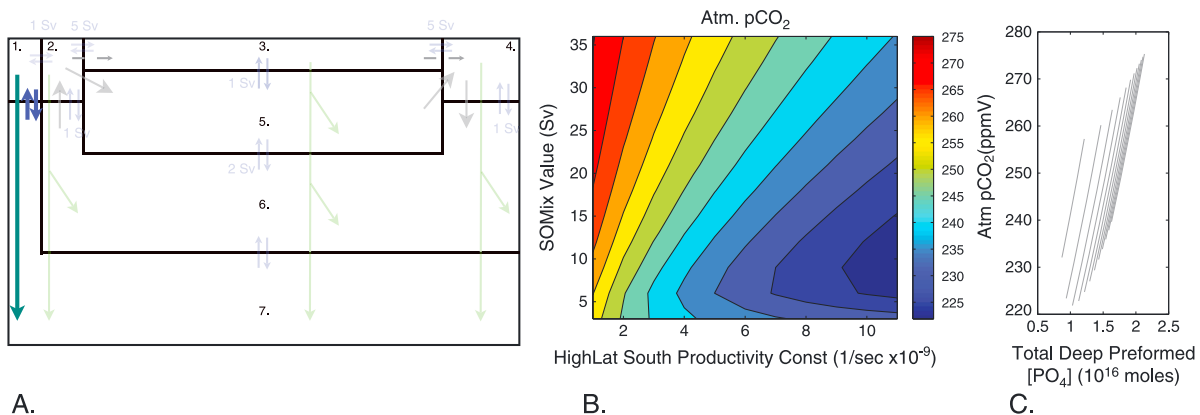 1 Sv
5 Sv
5 Sv
1.
2.
3.
4.
1 Sv
1 Sv
1 Sv
5.
2 Sv
6.
7.
A.
Atm. pCO₂
SOMix Value (Sv)
35
30
25
20
15
10
5
2
4
6
8
10
HighLat South Productivity Const (1/sec x10⁻⁹)
275
270
265
260
255
250
245
240
235
230
225
B.
Atm pCO₂(ppmV)
280
270
260
250
240
230
220
0.5
1
1.5
2
2.5
Total Deep Preformed
[PO₄] (10¹⁶ moles)
C.